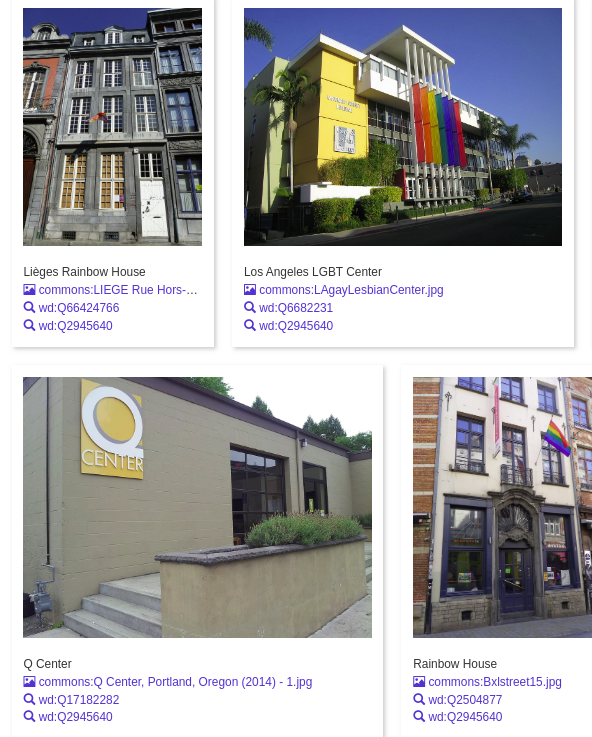 Lièges Rainbow House
commons:LIEGE Rue Hors-…
wd:Q66424766
wd:Q2945640
Los Angeles LGBT Center
commons:LAgayLesbianCenter.jpg
wd:Q6682231
wd:Q2945640
Q
CENTER
Q Center
commons:Q Center, Portland, Oregon (2014) - 1.jpg
wd:Q17182282
wd:Q2945640
Rainbow House
commons:Bxlstreet15.jpg
wd:Q2504877
wd:Q2945640